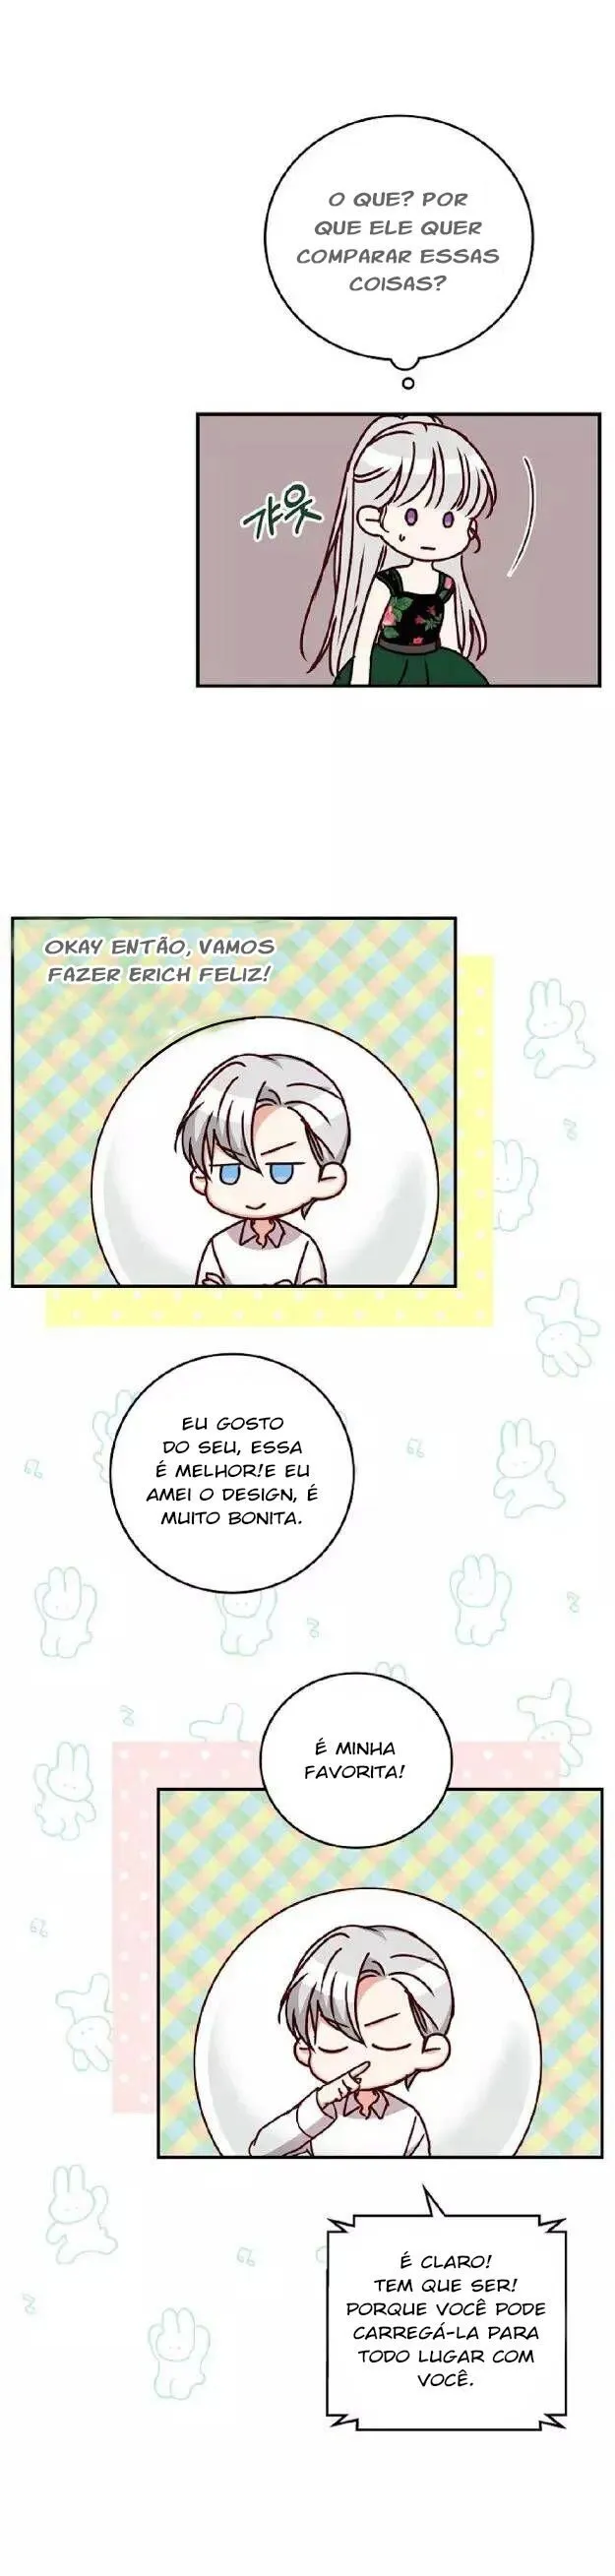 O QUE? POR
QUE ELE QUER
COMPARAR ESSAS
COISAS?
갸웃
OKAY ENTÃO, VAMOS
FAZER ERICH FELIZ!
EU GOSTO
DO SEU, ESSA
É MELHOR!E EU
AMEI O DESIGN, É
MUITO BONITA.
É MINHA
FAVORITA!
É CLARO!
TEM QUE SER!
PORQUE VOCÊ PODE
CARREGÁ-LA PARA
TODO LUGAR COM
VOCÊ.